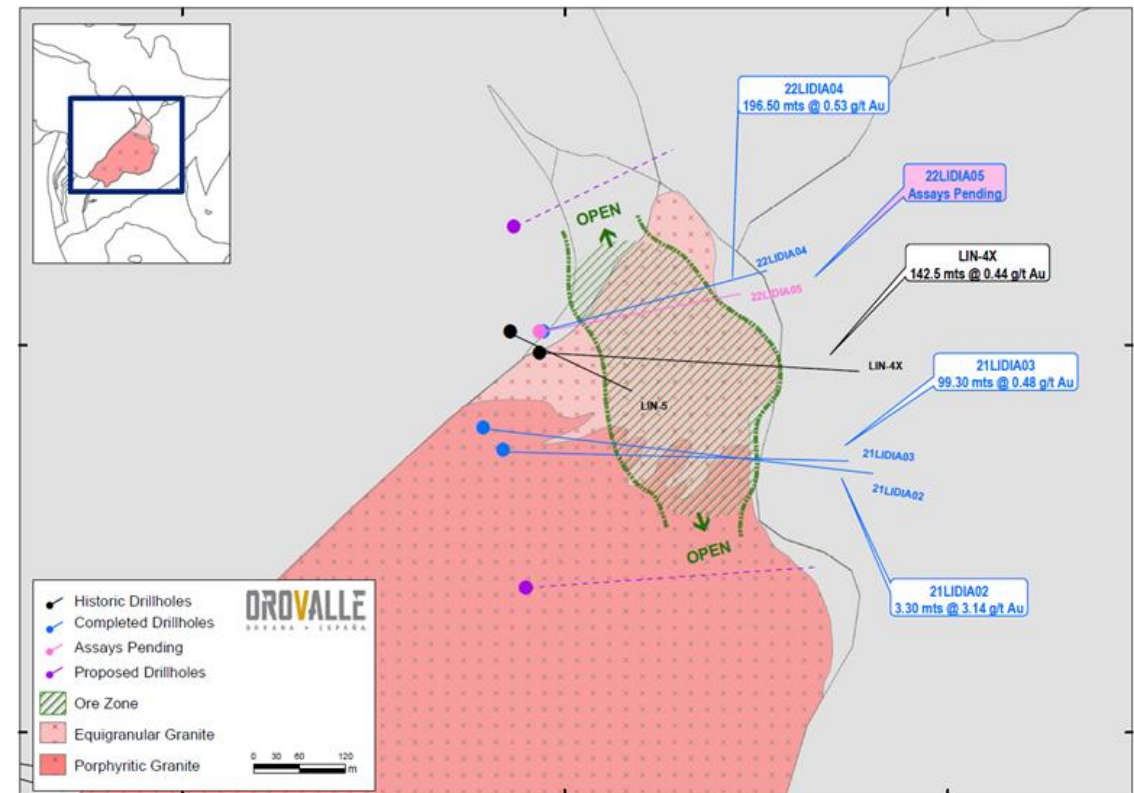 22LIDIA04
196.50 mts @ 0.53 g/t Au
22LIDIA05
Assays Pending
OPEN
22LIDIA04
LIN-4X
142.5 mts @ 0.44 g/t Au
22LIDIA05
21LIDIA03
99.30 mts @ 0.48 g/t Au
LIN-4X
LIN-5
21LIDIA03
21LIDIA02
OPEN
21LIDIA02
3.30 mts @ 3.14 g/t Au
Historic Drillholes
Completed Drillholes
Assays Pending
Proposed Drillholes
Ore Zone
Equigranular Granite
Porphyritic Granite
OROVALLE
ORVANA • ESPAÑA
0 30 60 120
m